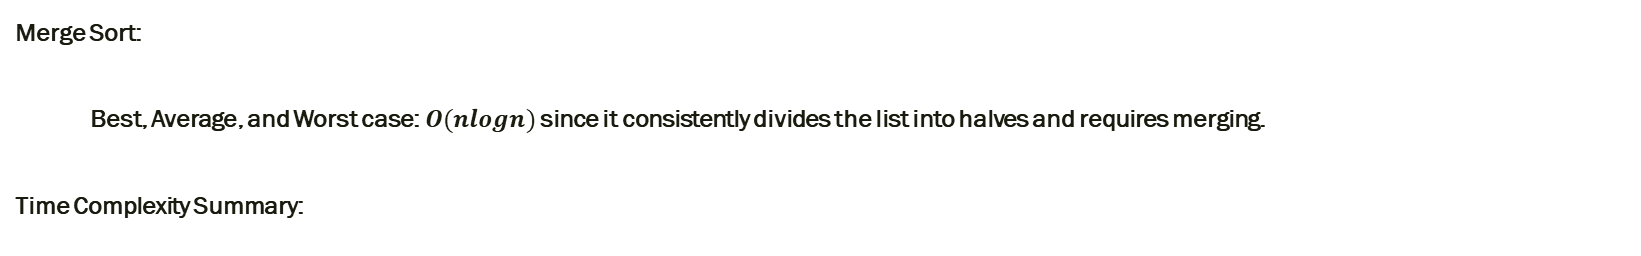 Merge Sort:
Best, Average, and Worst case: O(nlogn) since it consistently divides the list into halves and requires merging.
Time Complexity Summary: